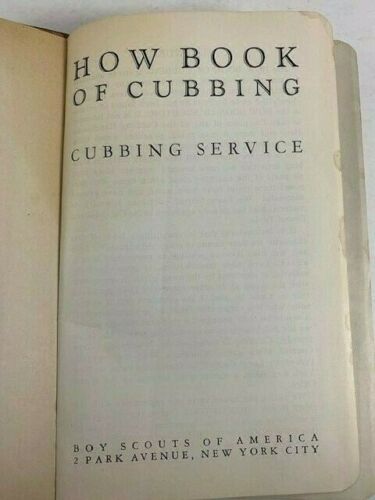 HOW BOOK
OF CUBBING
CUBBING SERVICE
BOY SCOUTS OF AMERICA
2 PARK AVENUE, NEW YORK CITY